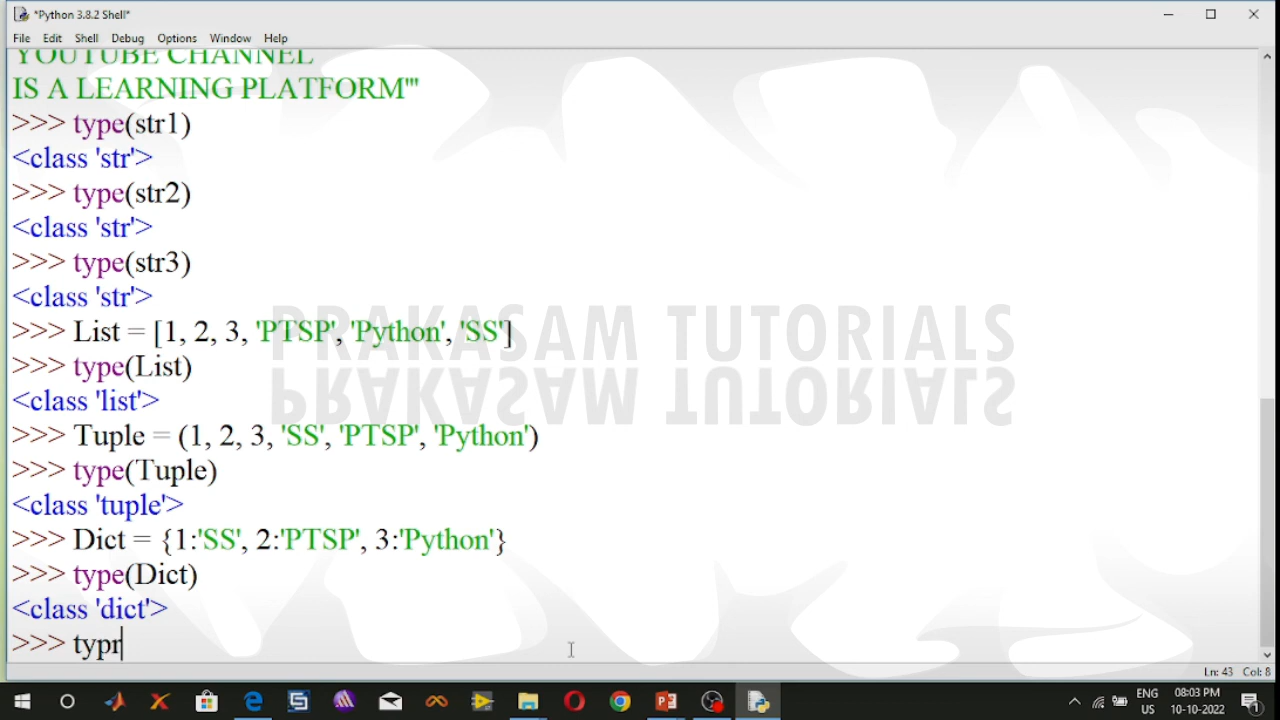 *Python 3.8.2 Shell*
File Edit Shell Debug Options Window Help
YOUTUBE CHANNEL
IS A LEARNING PLATFORM'''
>>> type(str1)
<class 'str'>
>>> type(str2)
<class 'str'>
>>> type(str3)
<class 'str'>
>>> List = [1, 2, 3, 'PTSP', 'Python', 'SS']
>>> type(List)
<class 'list'>
>>> Tuple = (1, 2, 3, 'SS', 'PTSP', 'Python')
>>> type(Tuple)
<class 'tuple'>
>>> Dict = {1:'SS', 2:'PTSP', 3:'Python'}
>>> type(Dict)
<class 'dict'>
>>> typr
PRAKASAM TUTORIALS
Ln: 43 Col: 8
ENG 08:03 PM
US 10-10-2022